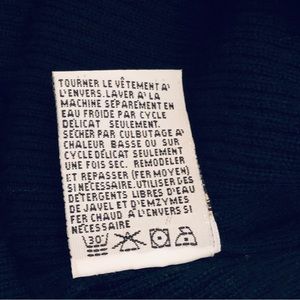 TOURNER LE VÊTEMENT A'
L'ENVERS. LAVER A' LA
MACHINE SÉPAREMENT EN
EAU FROIDE PAR CYCLE
DÉLICAT SEULEMENT.
SÉCHER PAR CULBUTAGE A'
CHALEUR BASSE OU SUR
CYCLE DÉLICAT SEULEMENT
UNE FOIS SEC. REMODELER
ET REPASSER (FER MOYEN)
SI NÉCESSAIRE. UTILISER DES
DÉTERGENTS LIBRES D'EAU
DE JAVEL ET D'ENZYMES
FER CHAUD A' L'ENVERS SI
NÉCESSAIRE
30°